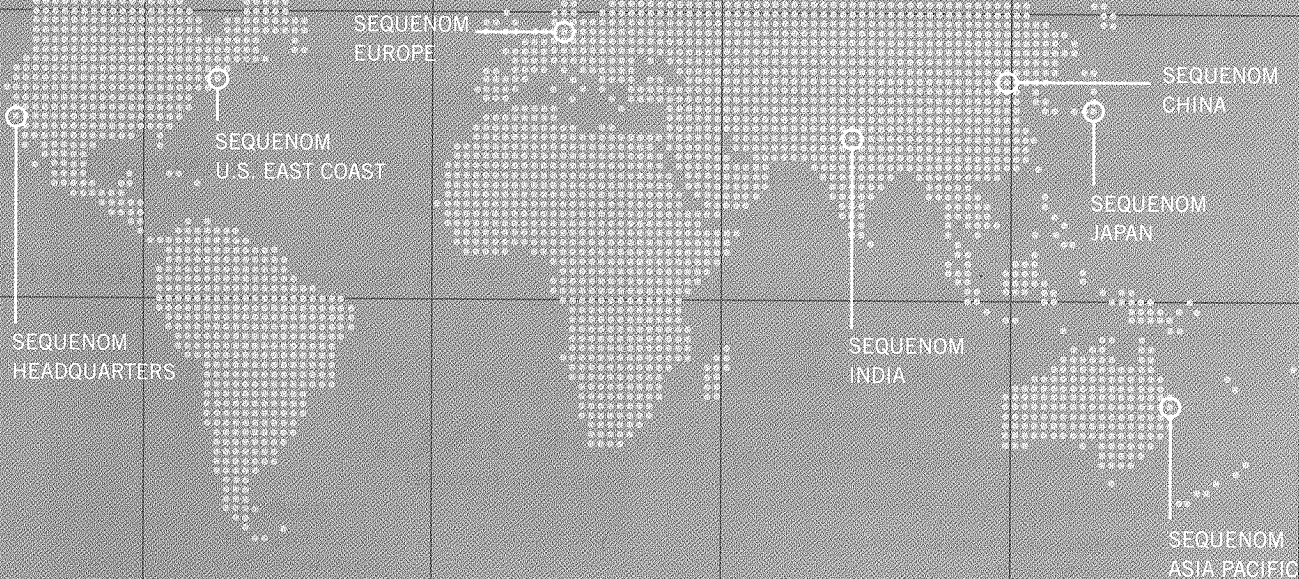 SEQUENOM
EUROPE
SEQUENOM
CHINA
SEQUENOM
U.S. EAST COAST
SEQUENOM
JAPAN
SEQUENOM
HEADQUARTERS
SEQUENOM
INDIA
SEQUENOM
ASIA PACIFIC